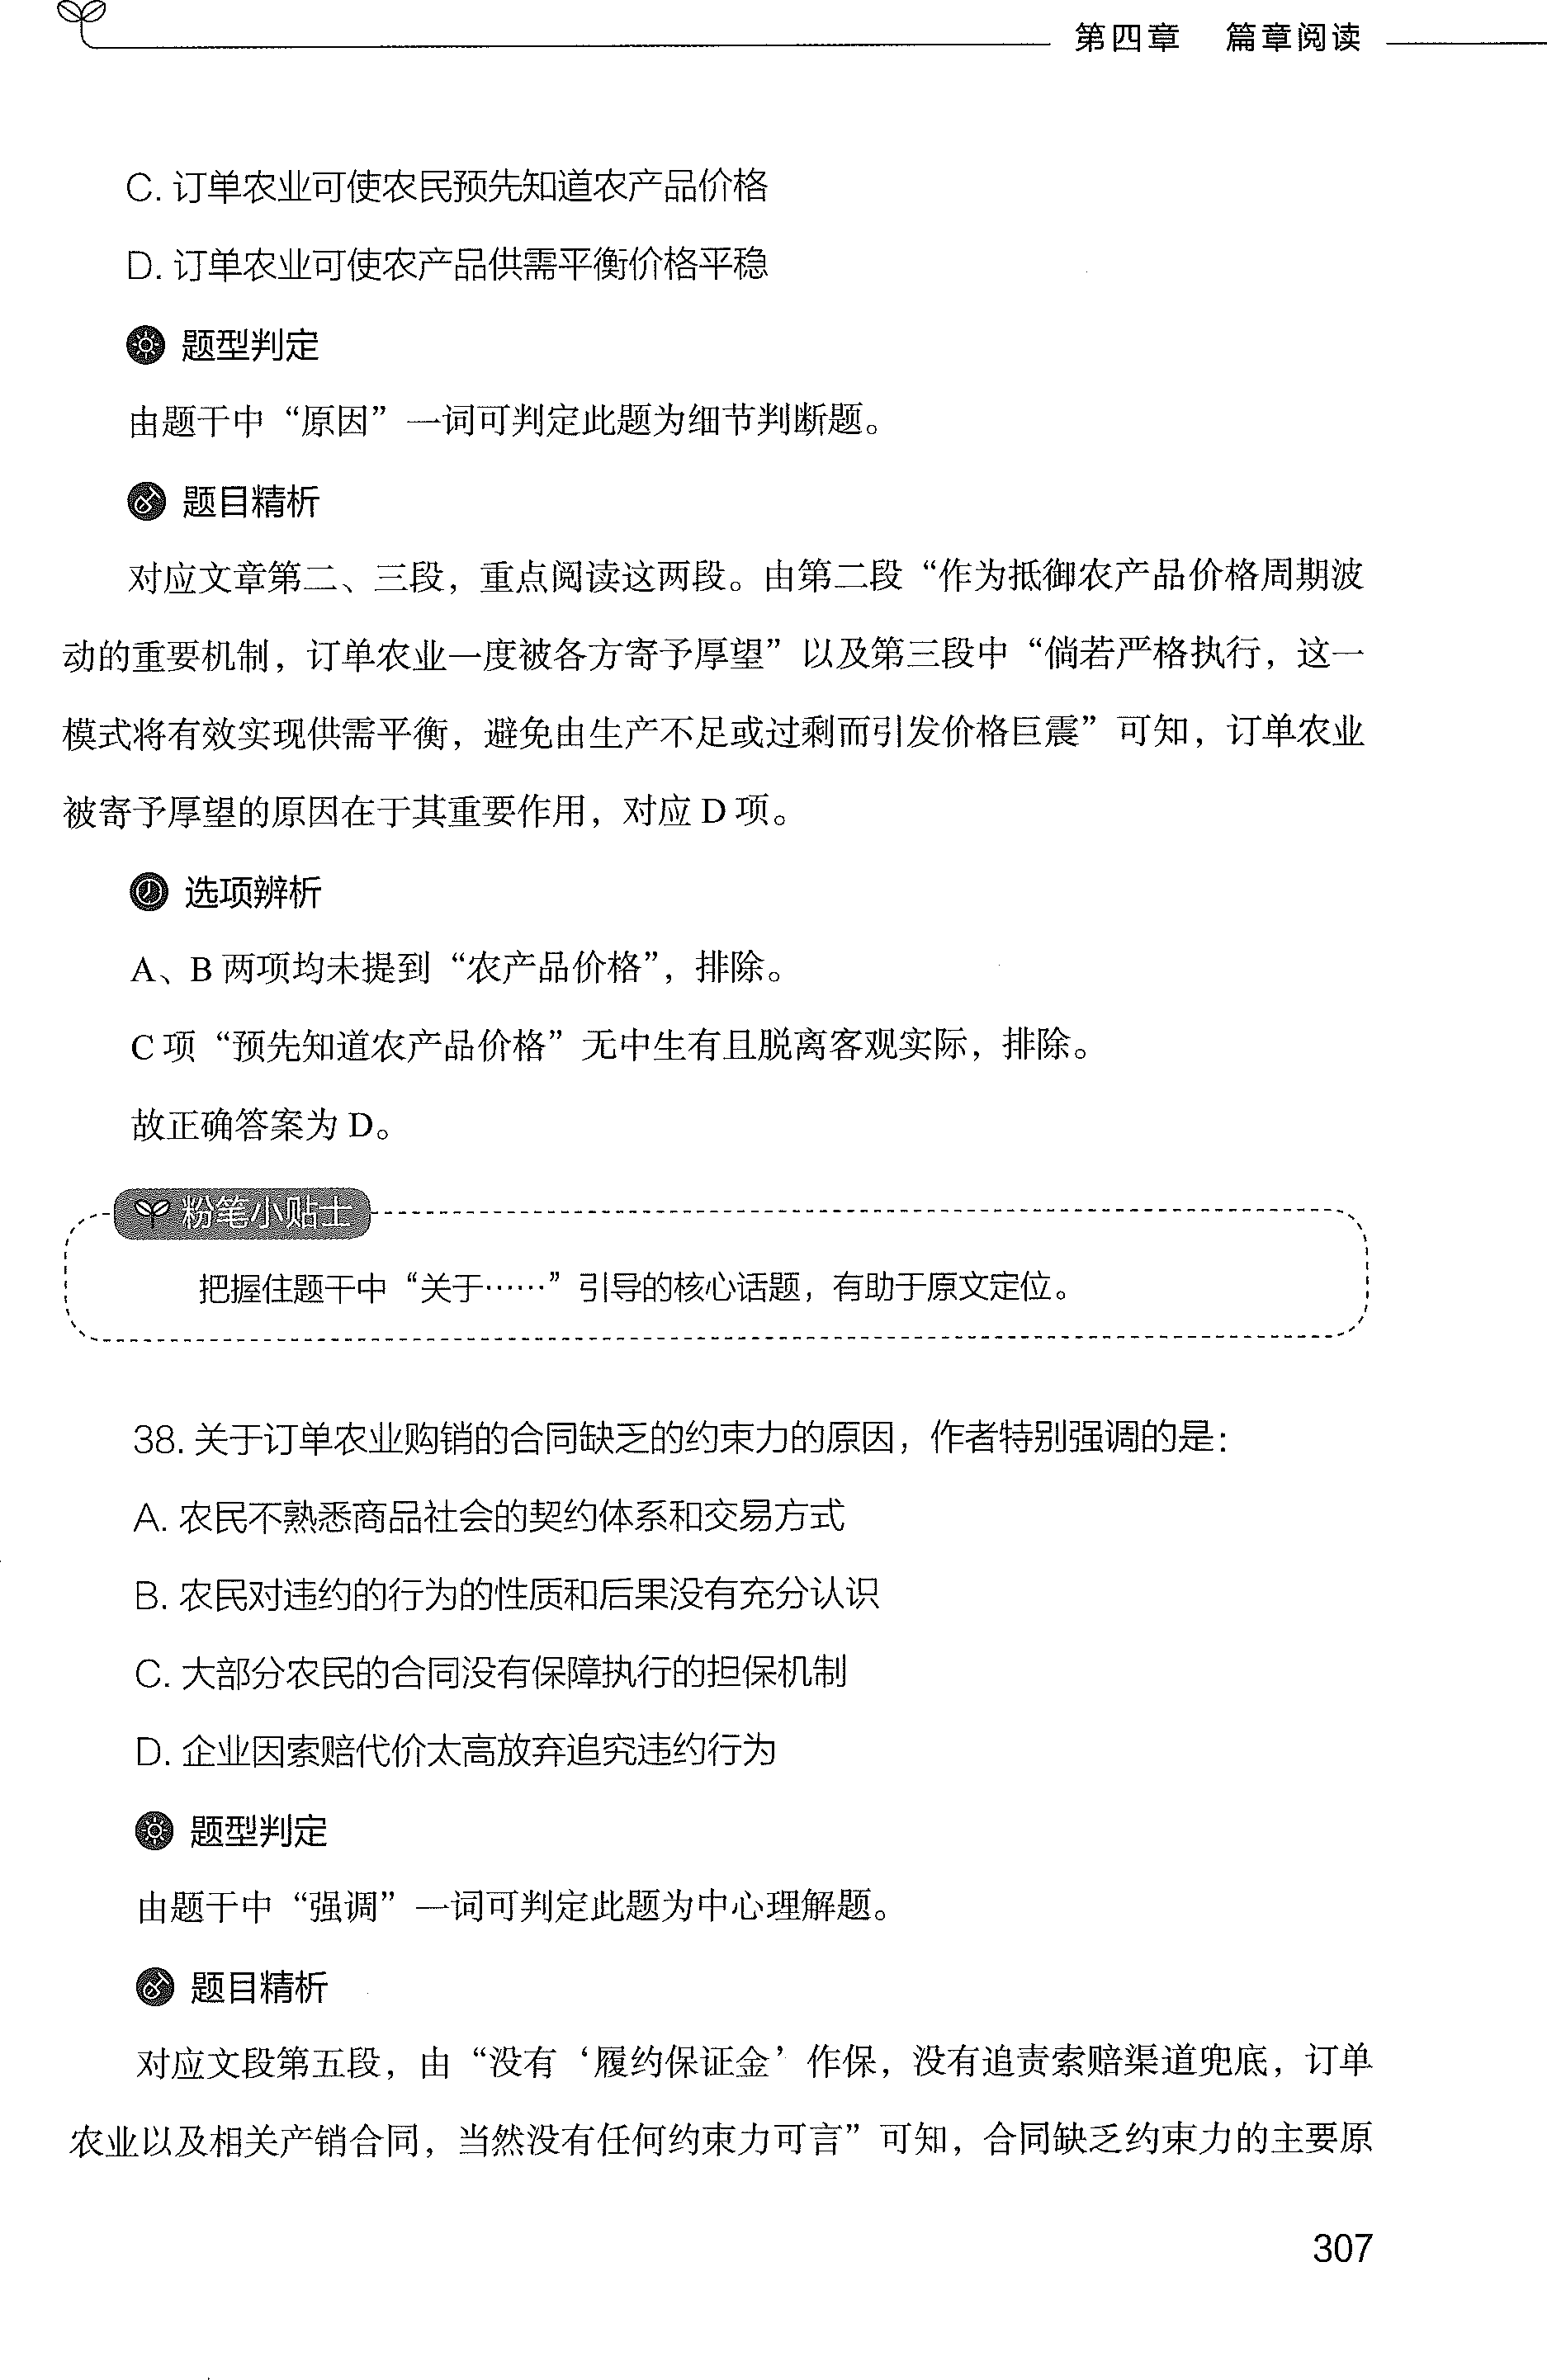 第四章 篇章阅读
C. 订单农业可使农民预先知道农产品价格
D. 订单农业可使农产品供需平衡价格平稳
题型判定
由题干中“原因”一词可判定此题为细节判断题。
题目精析
对应文章第二、三段，重点阅读这两段。由第二段“作为抵御农产品价格周期波
动的重要机制，订单农业一度被各方寄予厚望”以及第三段中“倘若严格执行，这一
模式将有效实现供需平衡，避免由生产不足或过剩而引发价格巨震”可知，订单农业
被寄予厚望的原因在于其重要作用，对应 D 项。
选项辨析
A、B 两项均未提到“农产品价格”，排除。
C 项“预先知道农产品价格”无中生有且脱离客观实际，排除。
故正确答案为 D。
粉笔小贴士
把握住题干中“关于……”引导的核心话题，有助于原文定位。
38. 关于订单农业购销的合同缺乏的约束力的原因，作者特别强调的是：
A. 农民不熟悉商品社会的契约体系和交易方式
B. 农民对违约的行为的性质和后果没有充分认识
C. 大部分农民的合同没有保障执行的担保机制
D. 企业因索赔代价太高放弃追究违约行为
题型判定
由题干中“强调”一词可判定此题为中心理解题。
题目精析
对应文段第五段，由“没有‘履约保证金’作保，没有追责索赔渠道兜底，订单
农业以及相关产销合同，当然没有任何约束力可言”可知，合同缺乏约束力的主要原
307